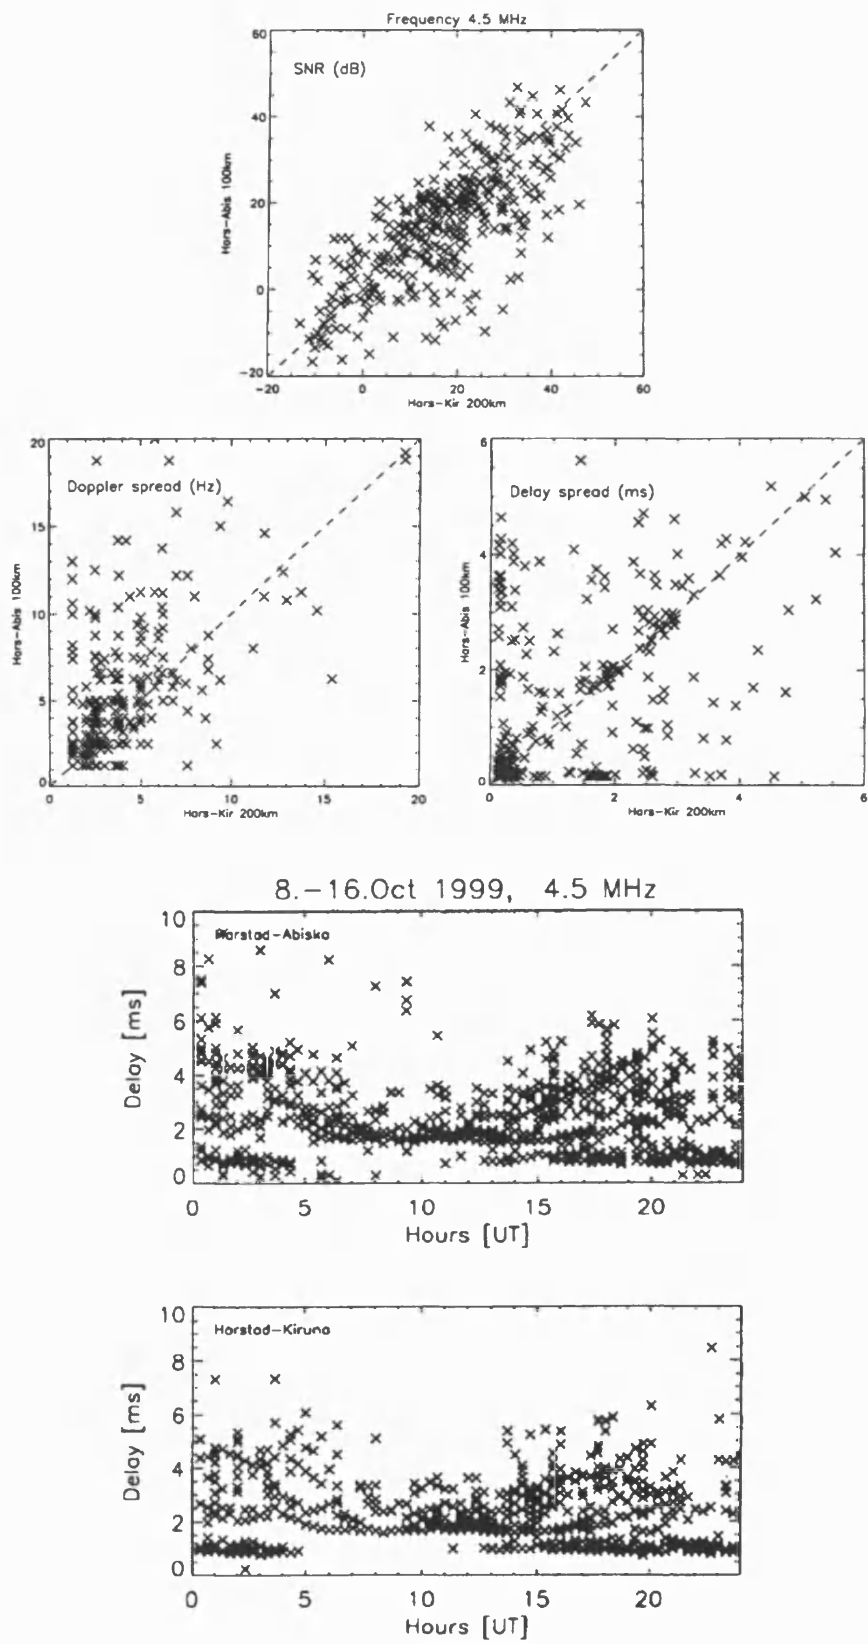 Frequency 4.5 MHz
60
SNR (dB)
40
Hars-Abis 100km
20
0
-20
-20 0 20 40 60
Hars-Kir 200km
20
Doppler spread (Hz)
15
Hars-Abis 100km
10
5
0
0 5 10 15 20
Hars-Kir 200km
6
Delay spread (ms)
4
Hars-Abis 100km
2
0
0 2 4 6
Hars-Kir 200km
8.-16.Oct 1999, 4.5 MHz
10
Harstad-Abisko
8
6
Delay [ms]
4
2
0
0 5 10 15 20
Hours [UT]
10
Harstad-Kiruna
8
6
Delay [ms]
4
2
0
0 5 10 15 20
Hours [UT]